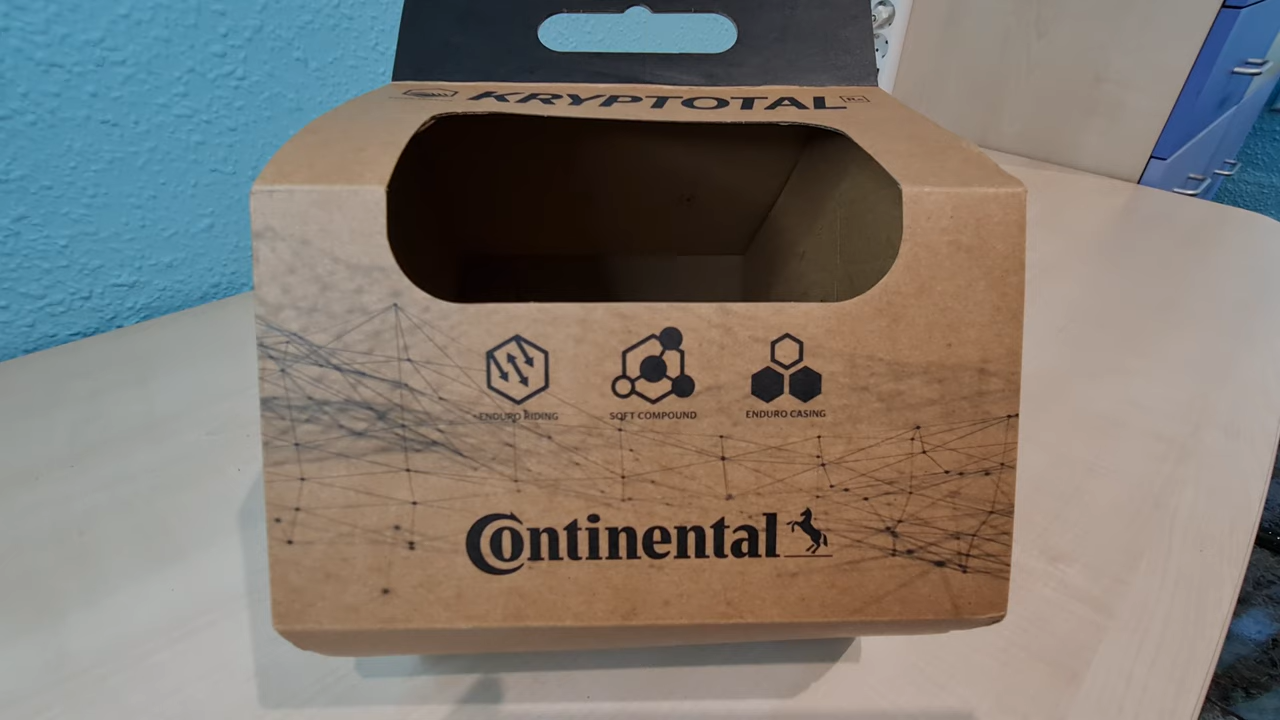 KRYPTOTAL
ENDURO RIDING
SOFT COMPOUND
ENDURO CASING
Continental